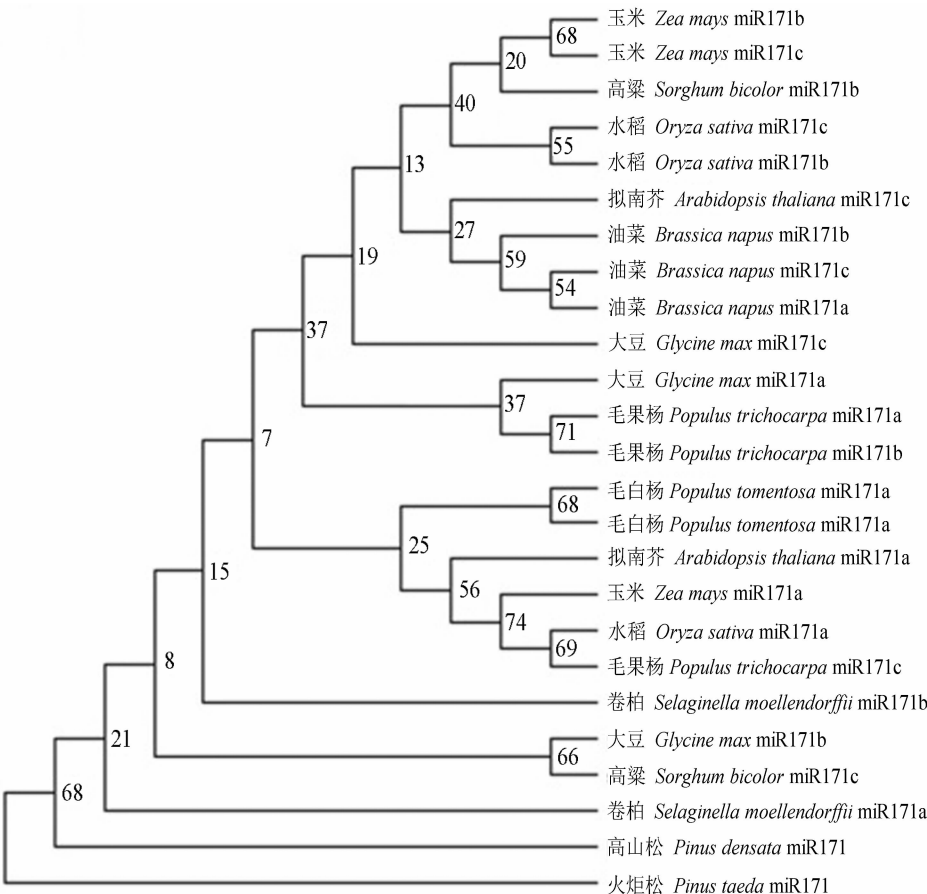 玉米 Zea mays miR171b
68
玉米 Zea mays miR171c
20
高粱 Sorghum bicolor miR171b
40
水稻 Oryza sativa miR171c
55
水稻 Oryza sativa miR171b
13
拟南芥 Arabidopsis thaliana miR171c
27
油菜 Brassica napus miR171b
59
油菜 Brassica napus miR171c
54
油菜 Brassica napus miR171a
19
大豆 Glycine max miR171c
37
大豆 Glycine max miR171a
37
毛果杨 Populus trichocarpa miR171a
71
毛果杨 Populus trichocarpa miR171b
7
毛白杨 Populus tomentosa miR171a
68
毛白杨 Populus tomentosa miR171a
25
拟南芥 Arabidopsis thaliana miR171a
56
玉米 Zea mays miR171a
74
水稻 Oryza sativa miR171a
69
毛果杨 Populus trichocarpa miR171c
15
卷柏 Selaginella moellendorffii miR171b
8
大豆 Glycine max miR171b
66
高粱 Sorghum bicolor miR171c
21
卷柏 Selaginella moellendorffii miR171a
68
高山松 Pinus densata miR171
火炬松 Pinus taeda miR171